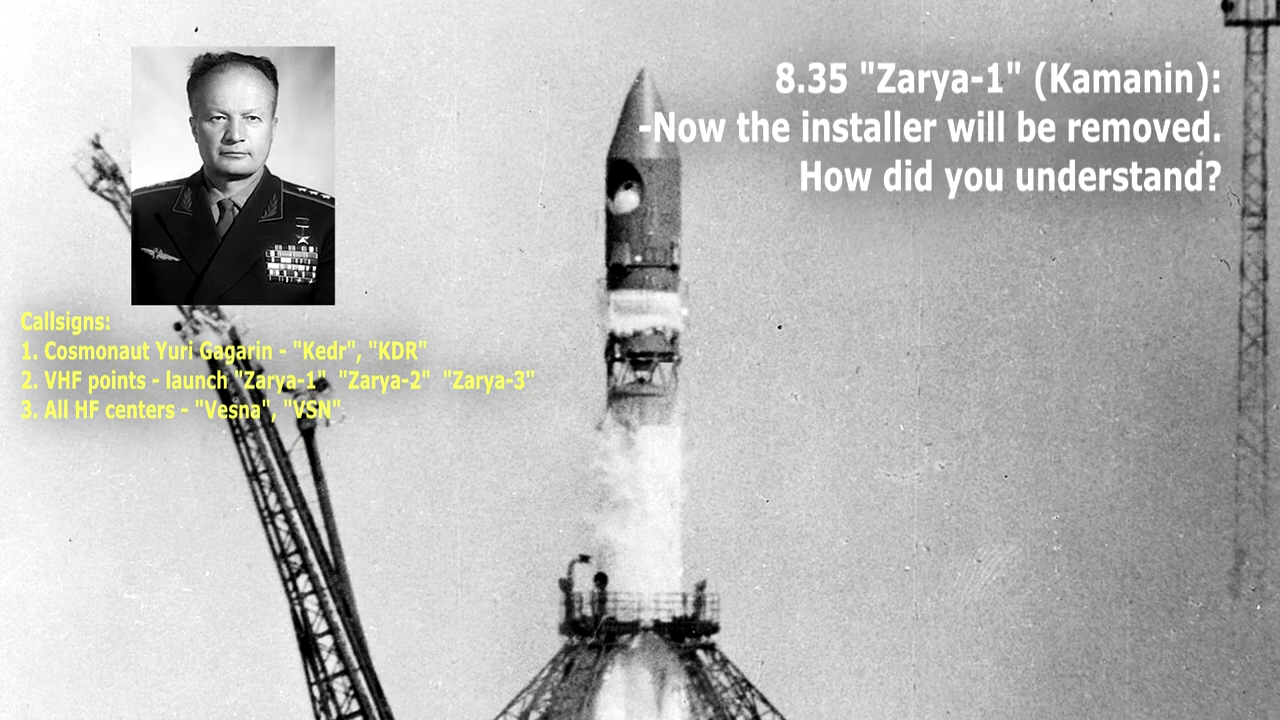 8.35 "Zarya-1" (Kamanin):
-Now the installer will be removed.
How did you understand?
Callsigns:
1. Cosmonaut Yuri Gagarin - "Kedr", "KDR"
2. VHF points - launch "Zarya-1" "Zarya-2" "Zarya-3"
3. All HF centers - "Vesna", "VSN"